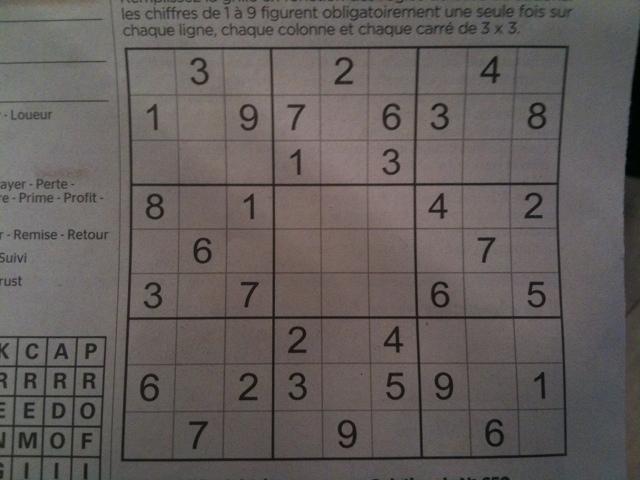 les chiffres de 1 à 9 figurent obligatoirement une seule fois sur
chaque ligne, chaque colonne et chaque carré de 3 x 3.
- Loueur
ayer - Perte -
re - Prime - Profit -
r - Remise - Retour
Suivi
rust
3 2 4
1 9 7 6 3 8
1 3
8 1 4 2
6 7
3 7 6 5
2 4
6 2 3 5 9 1
7 9 6
K C A P
R R R R
E E D O
N M O F
G I I I